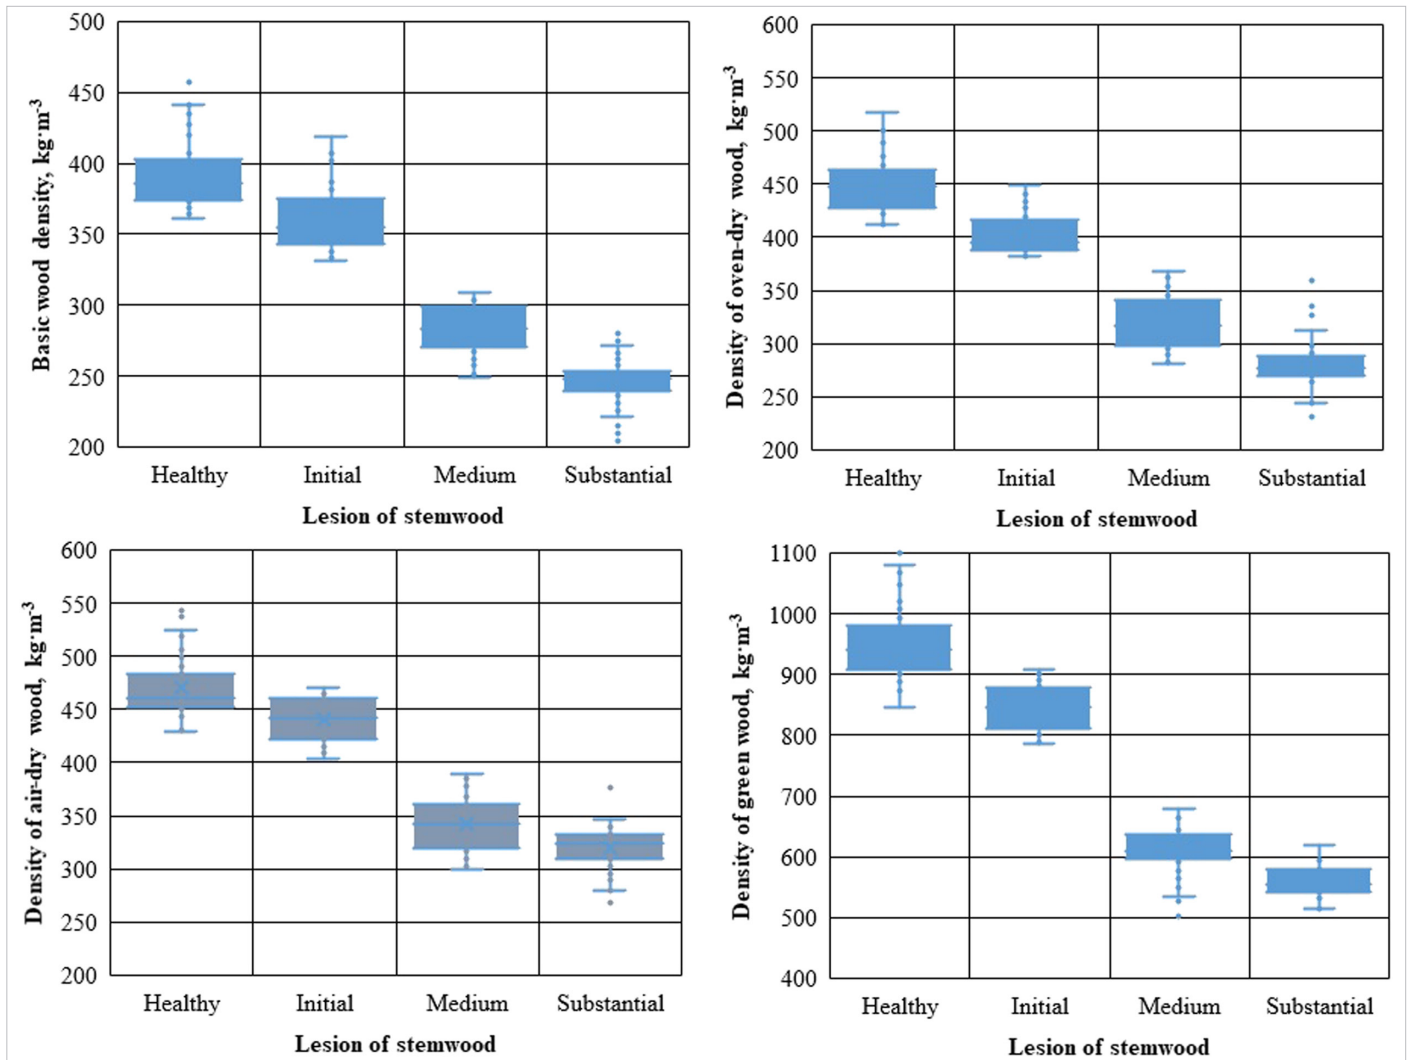 Basic wood density, kg·m-3
500
450
400
350
300
250
200
Healthy Initial Medium Substantial
Lesion of stemwood
Density of oven-dry wood, kg·m-3
600
550
500
450
400
350
300
250
200
Healthy Initial Medium Substantial
Lesion of stemwood
Density of air-dry wood, kg·m-3
600
550
500
450
400
350
300
250
200
Healthy Initial Medium Substantial
Lesion of stemwood
Density of green wood, kg·m-3
1100
1000
900
800
700
600
500
400
Healthy Initial Medium Substantial
Lesion of stemwood